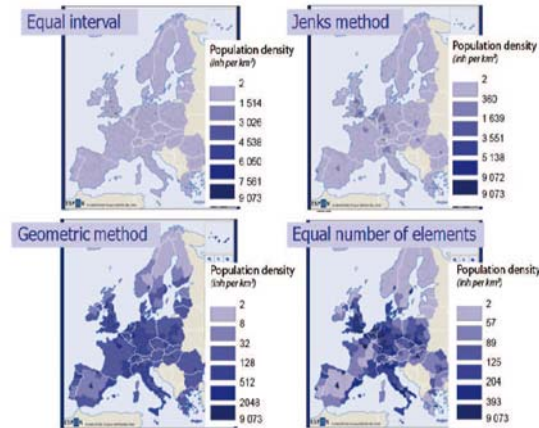 Equal interval
Population density
(inh per km²)
2
1 514
3 026
4 538
6 050
7 561
9 073
Jenks method
Population density
(inh per km²)
2
360
1 639
3 551
5 138
9 072
9 073
Geometric method
Population density
(inh per km²)
2
8
32
128
512
2048
9 073
Equal number of elements
Population density
(inh per km²)
2
57
89
125
204
393
9 073